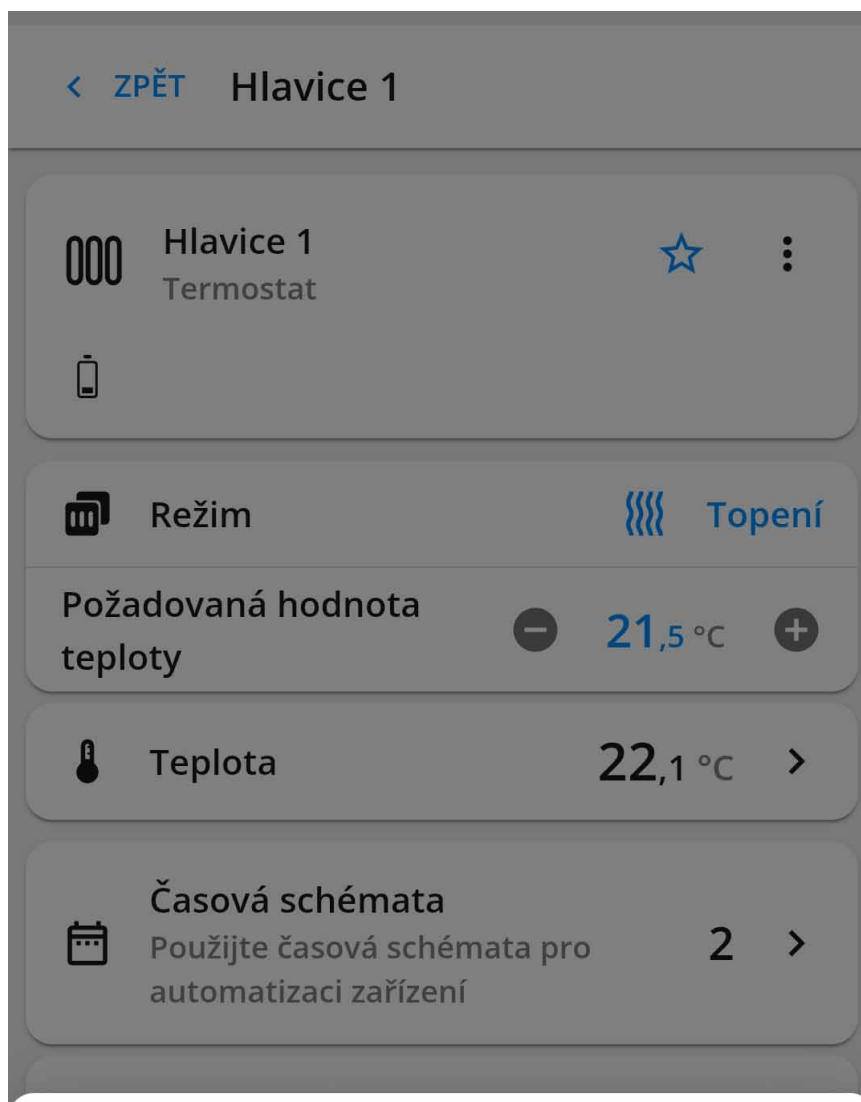 ZPĚT Hlavice 1
Hlavice 1
Termostat
Režim Topení
Požadovaná hodnota
teploty
21,5 °C
Teplota 22,1 °C
Časová schémata
Použijte časová schémata pro
automatizaci zařízení
2